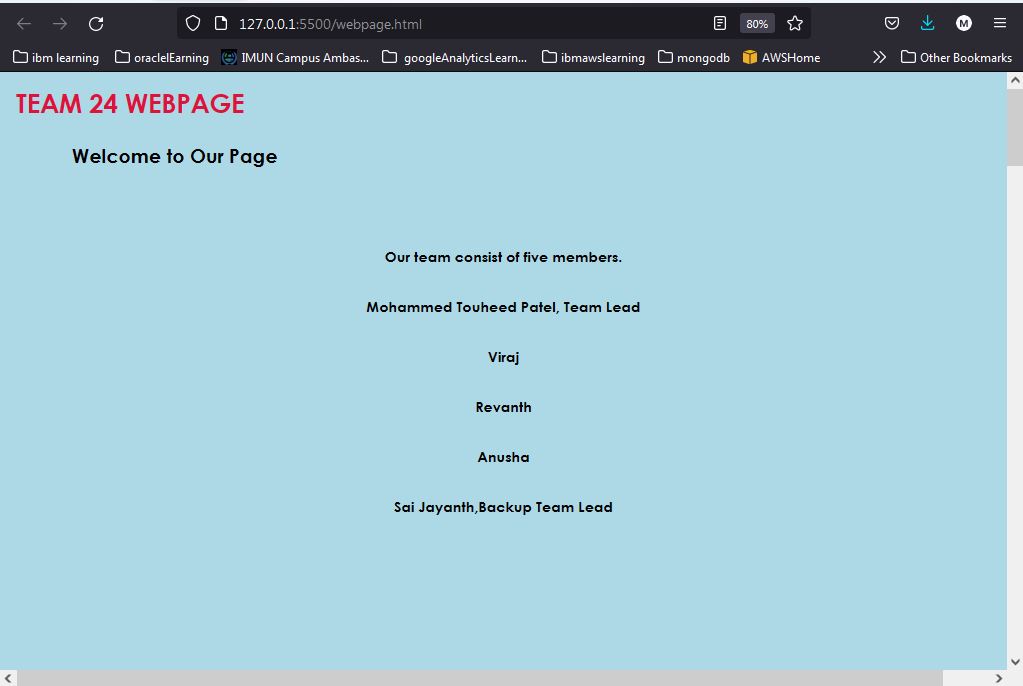 127.0.0.1:5500/webpage.html 80% M
ibm learning oraclelEarning IMUN Campus Ambas... googleAnalyticsLearn... ibmawslearning mongodb AWSHome Other Bookmarks
TEAM 24 WEBPAGE
Welcome to Our Page
Our team consist of five members.
Mohammed Touheed Patel, Team Lead
Viraj
Revanth
Anusha
Sai Jayanth,Backup Team Lead